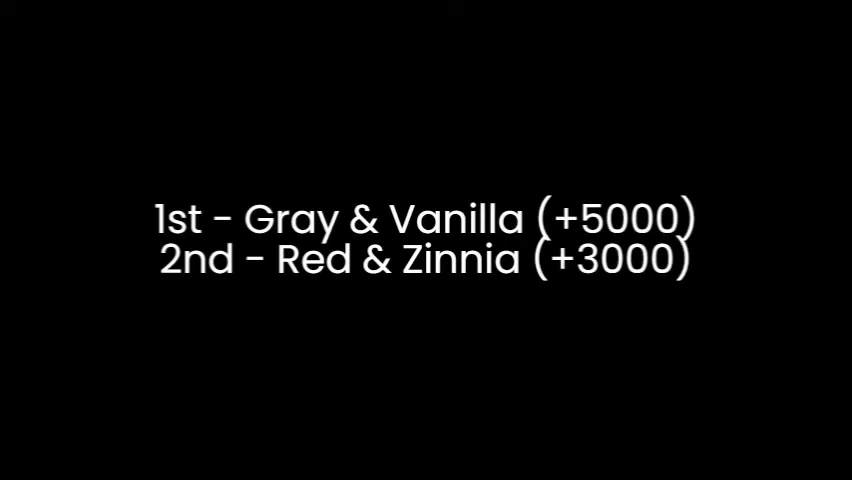 1st - Gray & Vanilla (+5000)
2nd - Red & Zinnia (+3000)